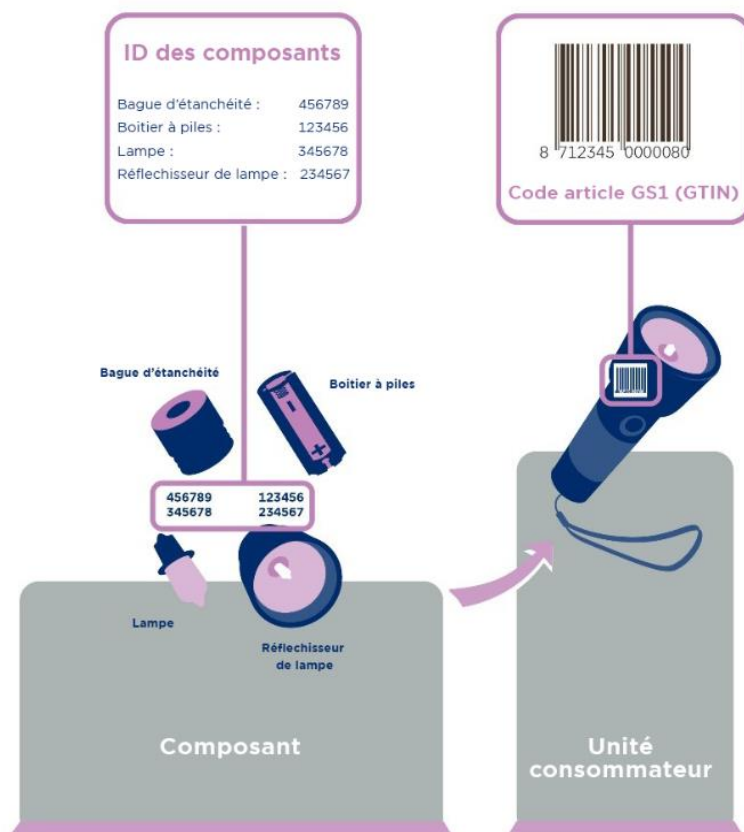 ID des composants
Bague d'étanchéité : 456789
Boitier à piles : 123456
Lampe : 345678
Réflechisseur de lampe : 234567
8 712345 0000080
Code article GS1 (GTIN)
Bague d'étanchéité
Boitier à piles
456789 123456
345678 234567
Lampe
Réflechisseur
de lampe
Composant
Unité
consommateur